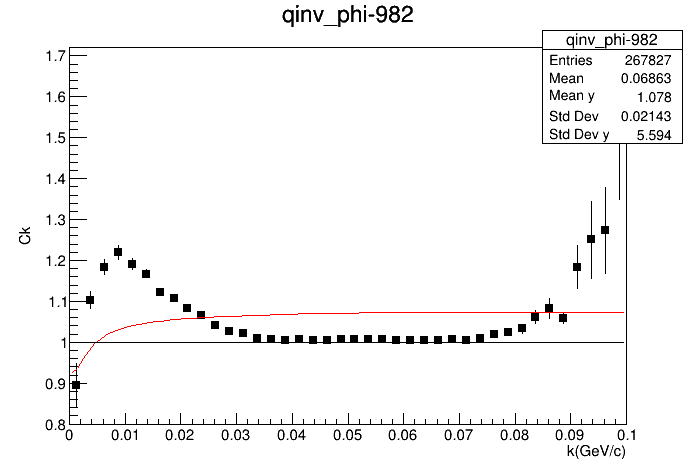 qinv_phi-982
qinv_phi-982
Entries 267827
Mean 0.06863
Mean y 1.078
Std Dev 0.02143
Std Dev y 5.594
Ck
1.7
1.6
1.5
1.4
1.3
1.2
1.1
1
0.9
0.8
0 0.01 0.02 0.03 0.04 0.05 0.06 0.07 0.08 0.09 0.1
k(GeV/c)